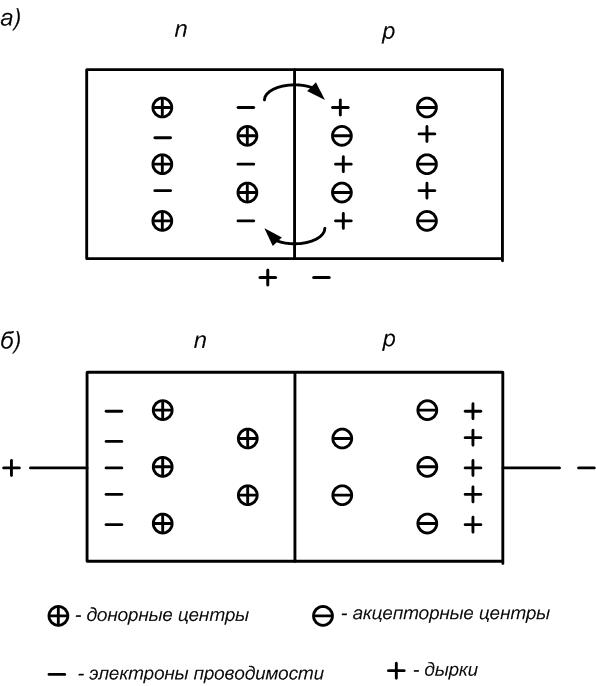 а)
n p
+ −
б)
n p
+ −
⊕ - донорные центры ⊖ - акцепторные центры
− - электроны проводимости + - дырки